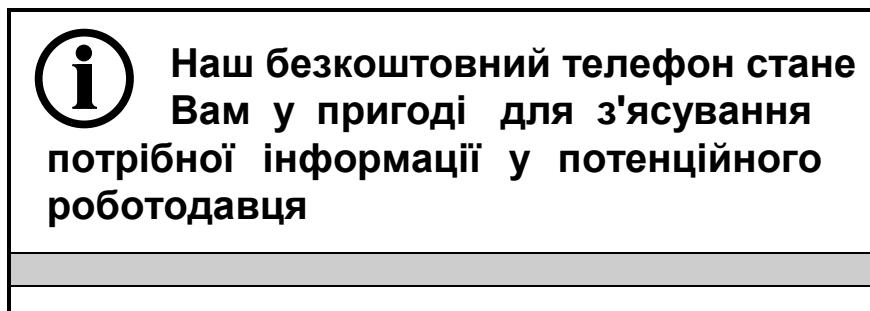 Наш безкоштовний телефон стане
Вам у пригоді для з'ясування
потрібної інформації у потенційного
роботодавця